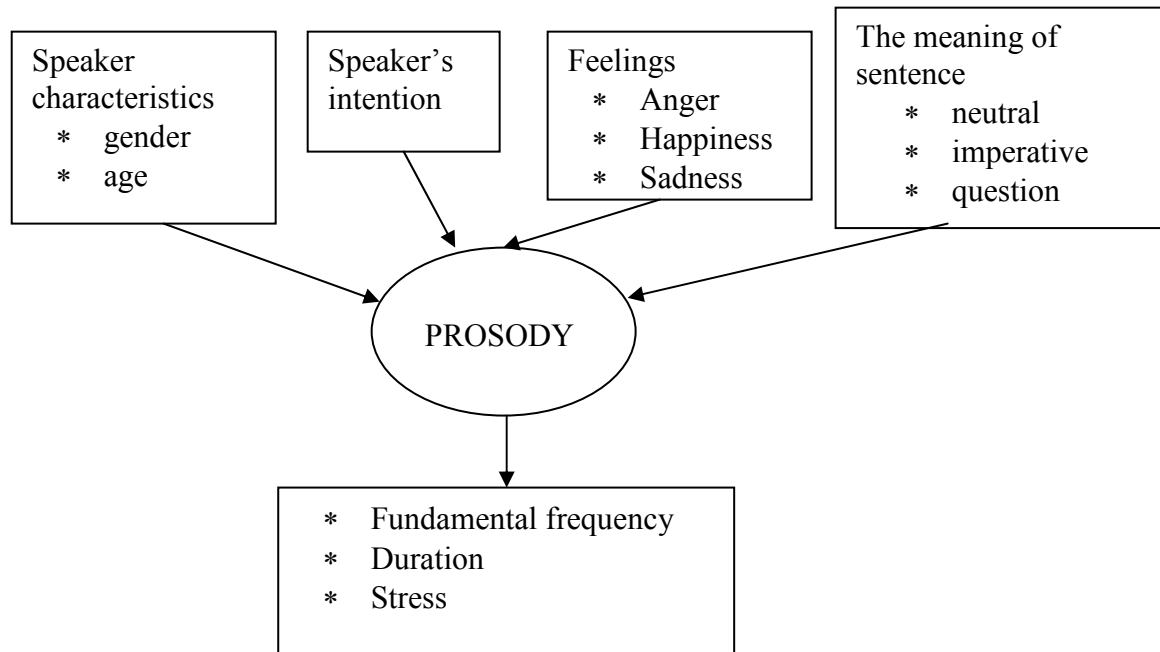 Speaker
characteristics
* gender
* age
Speaker's
intention
Feelings
* Anger
* Happiness
* Sadness
The meaning of
sentence
* neutral
* imperative
* question
PROSODY
* Fundamental frequency
* Duration
* Stress